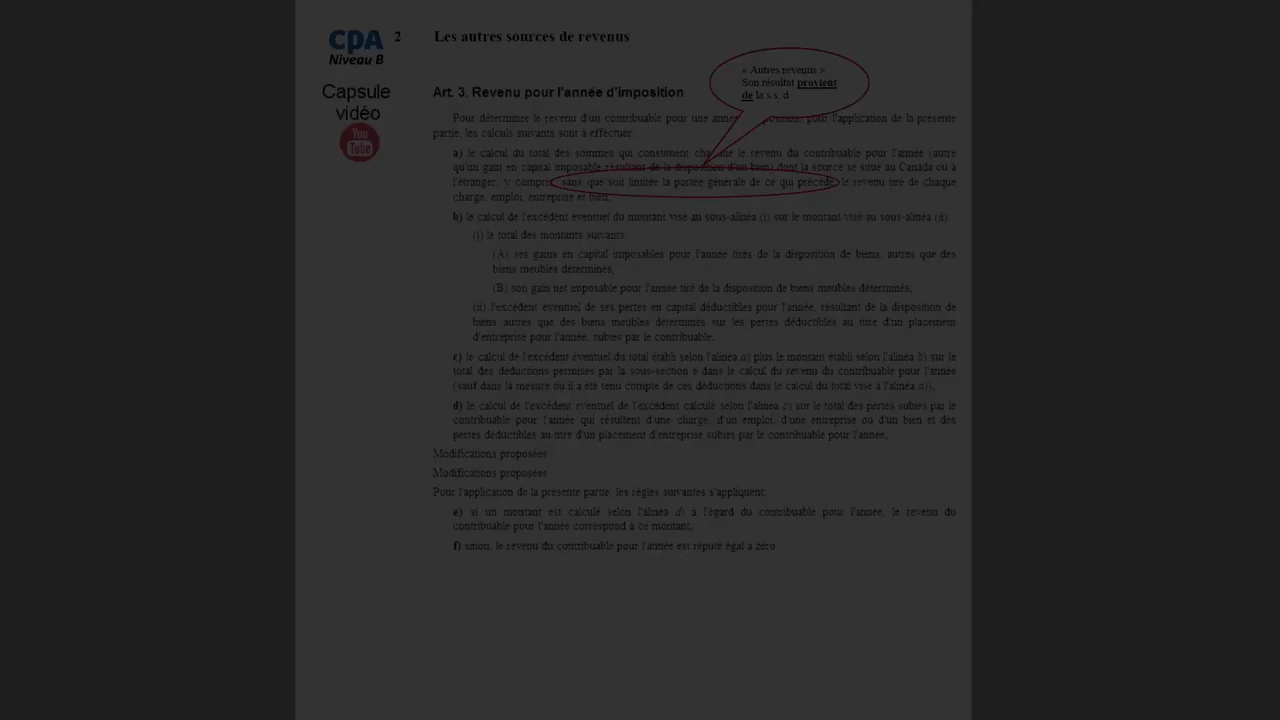 CPA
Niveau B
2 Les autres sources de revenus
Capsule
vidéo
You
Tube
« Autres revenus »
Son résultat provient
de la s.s. d
Art. 3. Revenu pour l'année d'imposition
Pour déterminer le revenu d'un contribuable pour une année d'imposition, pour l'application de la présente
partie, les calculs suivants sont à effectuer:
a) le calcul du total des sommes qui constituent chacune le revenu du contribuable pour l'année (autre
qu'un gain en capital imposable résultant de la disposition d'un bien) dont la source se situe au Canada ou à
l'étranger, y compris, sans que soit limitée la portée générale de ce qui précède, le revenu tiré de chaque
charge, emploi, entreprise et bien;
b) le calcul de l'excédent éventuel du montant visé au sous-alinéa (i) sur le montant visé au sous-alinéa (ii):
(i) le total des montants suivants:
(A) ses gains en capital imposables pour l'année tirés de la disposition de biens, autres que des
biens meubles déterminés,
(B) son gain net imposable pour l'année tiré de la disposition de biens meubles déterminés,
(ii) l'excédent éventuel de ses pertes en capital déductibles pour l'année, résultant de la disposition de
biens autres que des biens meubles déterminés sur les pertes déductibles au titre d'un placement
d'entreprise pour l'année, subies par le contribuable;
c) le calcul de l'excédent éventuel du total établi selon l'alinéa a) plus le montant établi selon l'alinéa b) sur le
total des déductions permises par la sous-section e dans le calcul du revenu du contribuable pour l'année
(sauf dans la mesure où il a été tenu compte de ces déductions dans le calcul du total visé à l'alinéa a));
d) le calcul de l'excédent éventuel de l'excédent calculé selon l'alinéa c) sur le total des pertes subies par le
contribuable pour l'année qui résultent d'une charge, d'un emploi, d'une entreprise ou d'un bien et des
pertes déductibles au titre d'un placement d'entreprise subies par le contribuable pour l'année;
Modifications proposées
Modifications proposées
Pour l'application de la présente partie, les règles suivantes s'appliquent:
e) si un montant est calculé selon l'alinéa d) à l'égard du contribuable pour l'année, le revenu du
contribuable pour l'année correspond à ce montant;
f) sinon, le revenu du contribuable pour l'année est réputé égal à zéro.